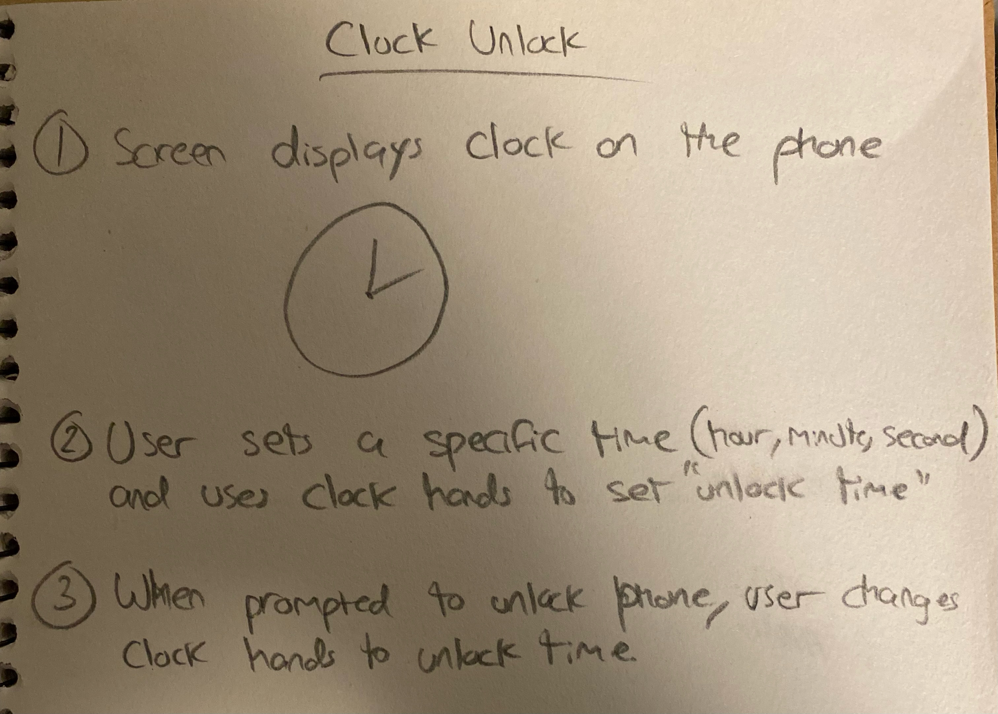 Clock Unlock
① Screen displays clock on the phone
② User sets a specific time (hour, minute, second)
and uses clock hands to set "unlock time"
③ When prompted to unlock phone, user changes
Clock hands to unlock time.